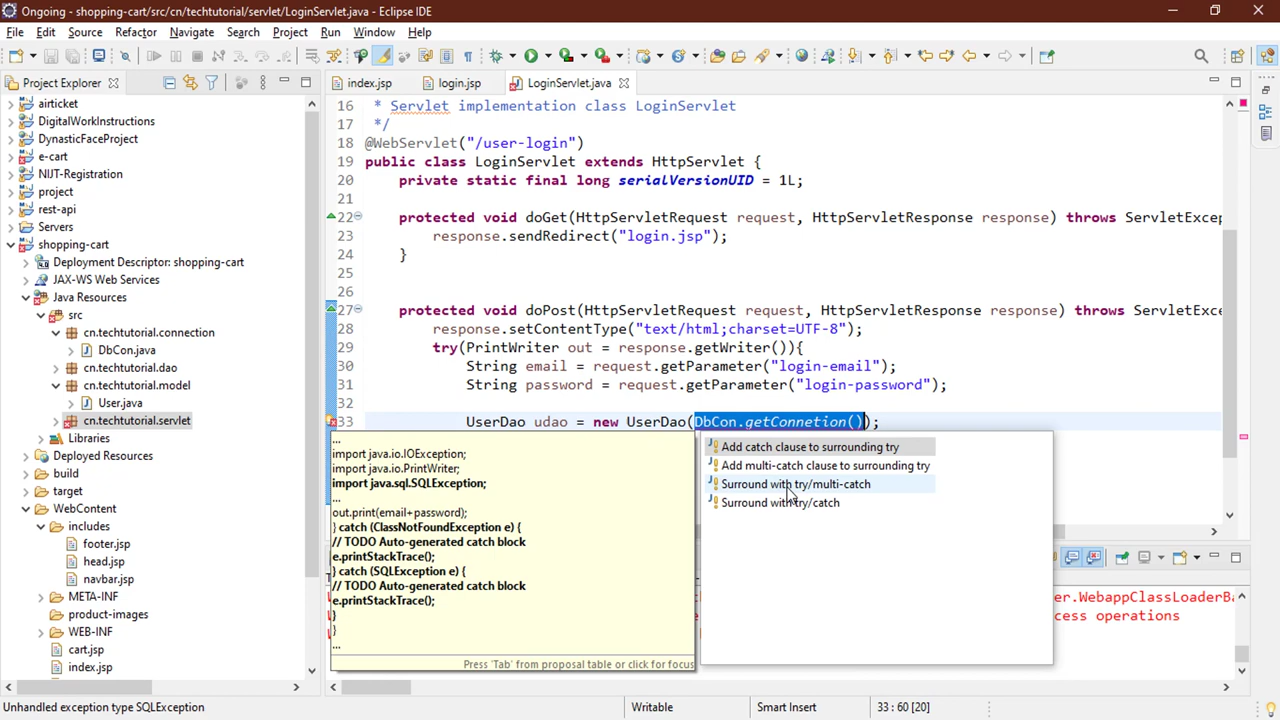 Ongoing - shopping-cart/src/cn/techtutorial/servlet/LoginServlet.java - Eclipse IDE
File Edit Source Refactor Navigate Search Project Run Window Help
Project Explorer
airticket
DigitalWorkInstructions
DynasticFaceProject
e-cart
NIJT-Registration
project
rest-api
Servers
shopping-cart
Deployment Descriptor: shopping-cart
JAX-WS Web Services
Java Resources
src
cn.techtutorial.connection
DbCon.java
cn.techtutorial.dao
cn.techtutorial.model
User.java
cn.techtutorial.servlet
Libraries
Deployed Resources
build
target
WebContent
includes
footer.jsp
head.jsp
navbar.jsp
META-INF
product-images
WEB-INF
cart.jsp
index.jsp
index.jsp login.jsp LoginServlet.java
16 * Servlet implementation class LoginServlet
17 */
18 @WebServlet("/user-login")
19 public class LoginServlet extends HttpServlet {
20 private static final long serialVersionUID = 1L;
21
22 protected void doGet(HttpServletRequest request, HttpServletResponse response) throws ServletExcep
23 response.sendRedirect("login.jsp");
24 }
25
26
27 protected void doPost(HttpServletRequest request, HttpServletResponse response) throws ServletExce
28 response.setContentType("text/html;charset=UTF-8");
29 try(PrintWriter out = response.getWriter()){
30 String email = request.getParameter("login-email");
31 String password = request.getParameter("login-password");
32
33 UserDao udao = new UserDao(DbCon.getConnetion());
...
import java.io.IOException;
import java.io.PrintWriter;
import java.sql.SQLException;
...
out.print(email+password);
} catch (ClassNotFoundException e) {
// TODO Auto-generated catch block
e.printStackTrace();
} catch (SQLException e) {
// TODO Auto-generated catch block
e.printStackTrace();
}
}
...
Press 'Tab' from proposal table or click for focus
Add catch clause to surrounding try
Add multi-catch clause to surrounding try
Surround with try/multi-catch
Surround with try/catch
er.WebappClassLoaderBa
cess operations
Unhandled exception type SQLException Writable Smart Insert 33 : 60 [20]